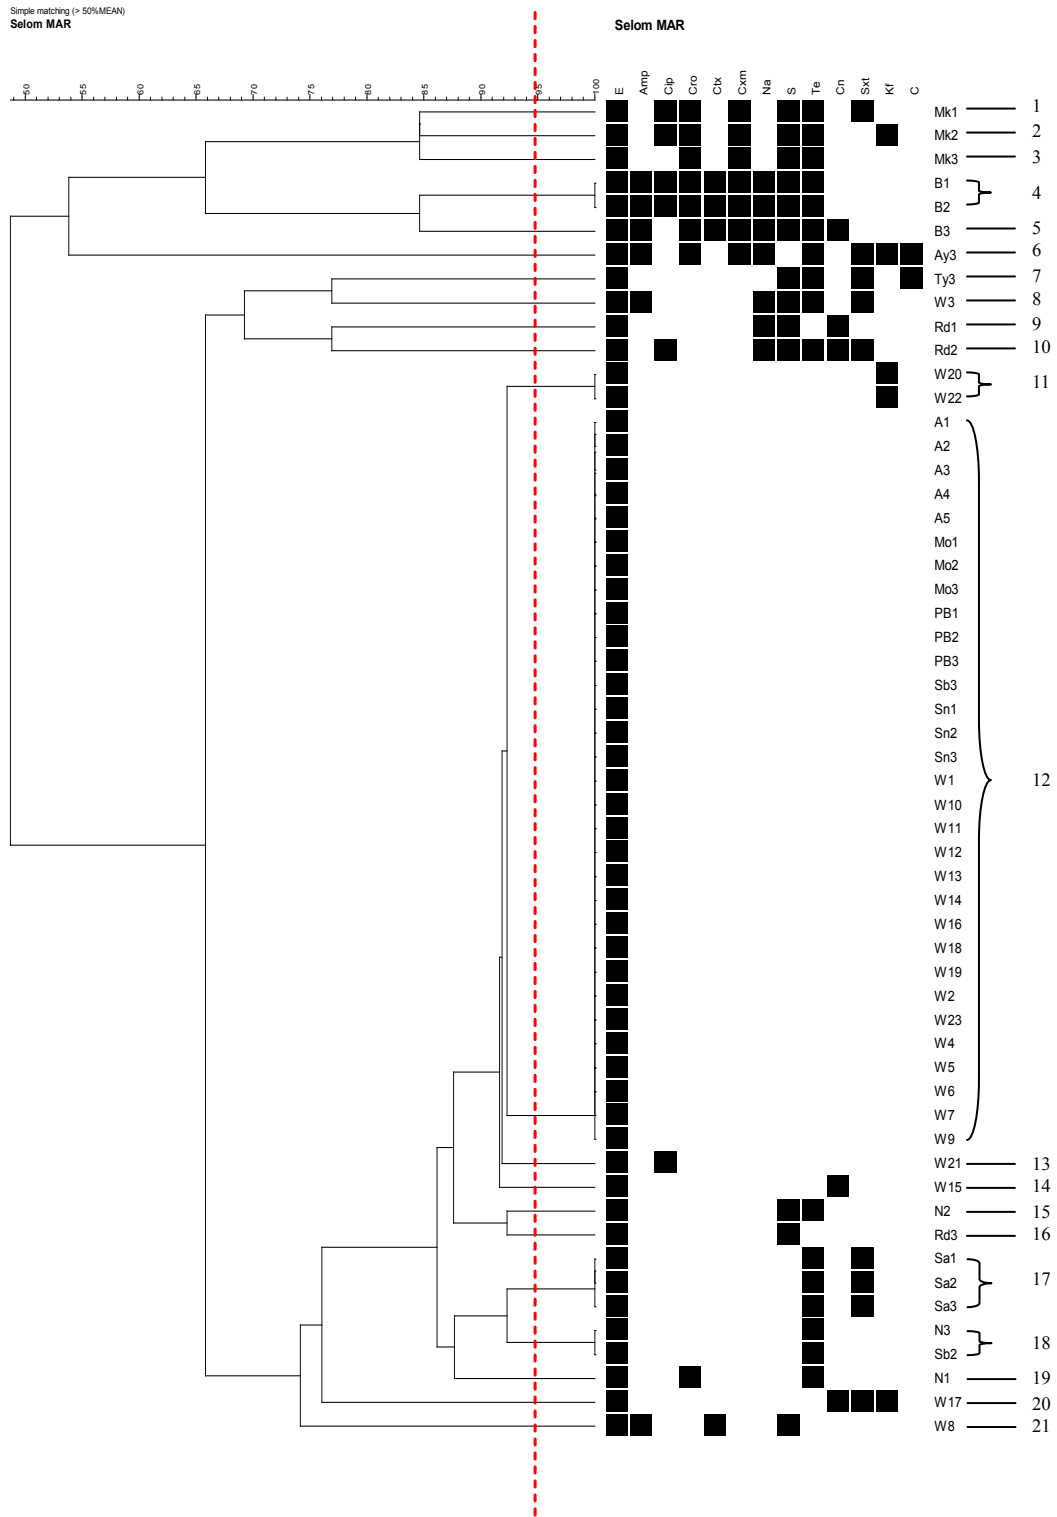 Simple matching (> 50%MEAN)
Selom MAR
Selom MAR
50 55 60 65 70 75 80 85 90 95 100
E Amp Cip Cro Ctx Cxm Na S Te Cn Sxt Kf C
Mk1 1
Mk2 2
Mk3 3
B1
4
B2
B3 5
Ay3 6
Ty3 7
W3 8
Rd1 9
Rd2 10
W20
11
W22
A1
A2
A3
A4
A5
Mo1
Mo2
Mo3
PB1
PB2
PB3
Sb3
Sn1
Sn2
Sn3
W1 12
W10
W11
W12
W13
W14
W16
W18
W19
W2
W23
W4
W5
W6
W7
W9
W21 13
W15 14
N2 15
Rd3 16
Sa1
Sa2 17
Sa3
N3
18
Sb2
N1 19
W17 20
W8 21